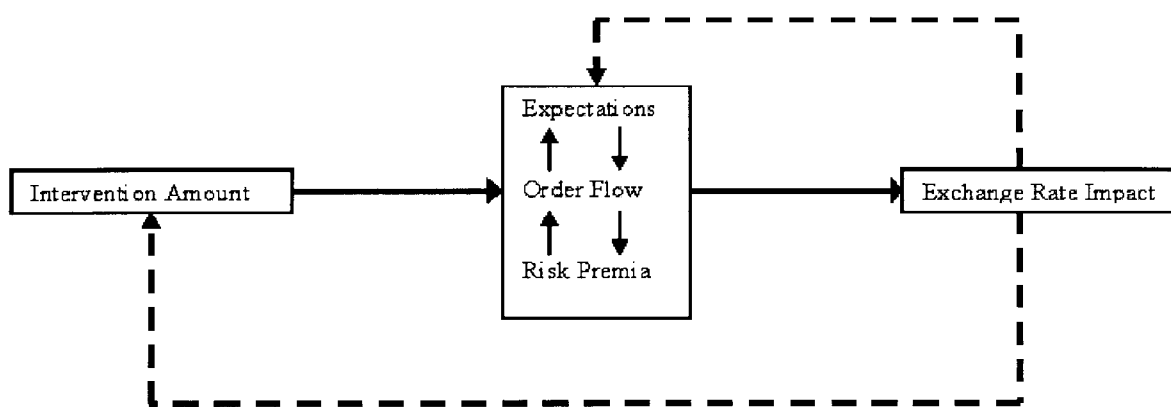 Expectations
Intervention Amount
Order Flow
Exchange Rate Impact
Risk Premia